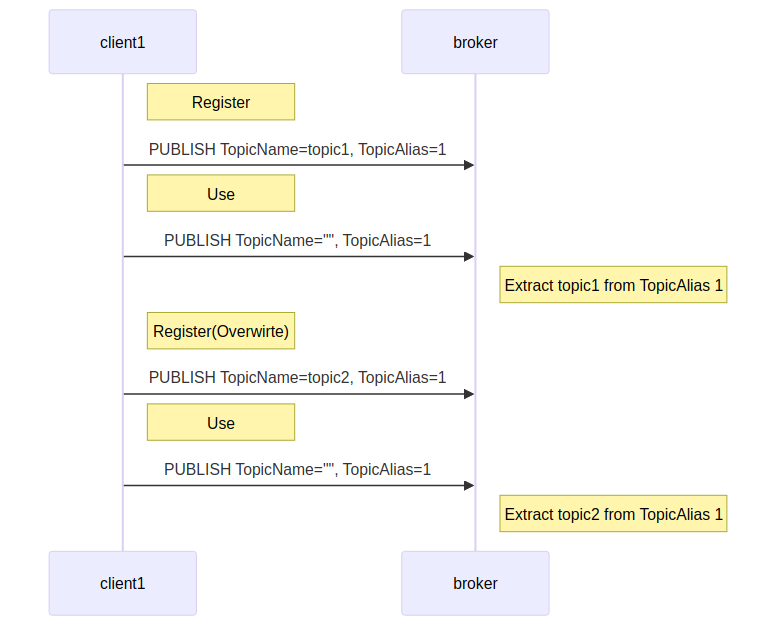 client1
broker
Register
PUBLISH TopicName=topic1, TopicAlias=1
Use
PUBLISH TopicName="", TopicAlias=1
Extract topic1 from TopicAlias 1
Register(Overwirte)
PUBLISH TopicName=topic2, TopicAlias=1
Use
PUBLISH TopicName="", TopicAlias=1
Extract topic2 from TopicAlias 1
client1
broker